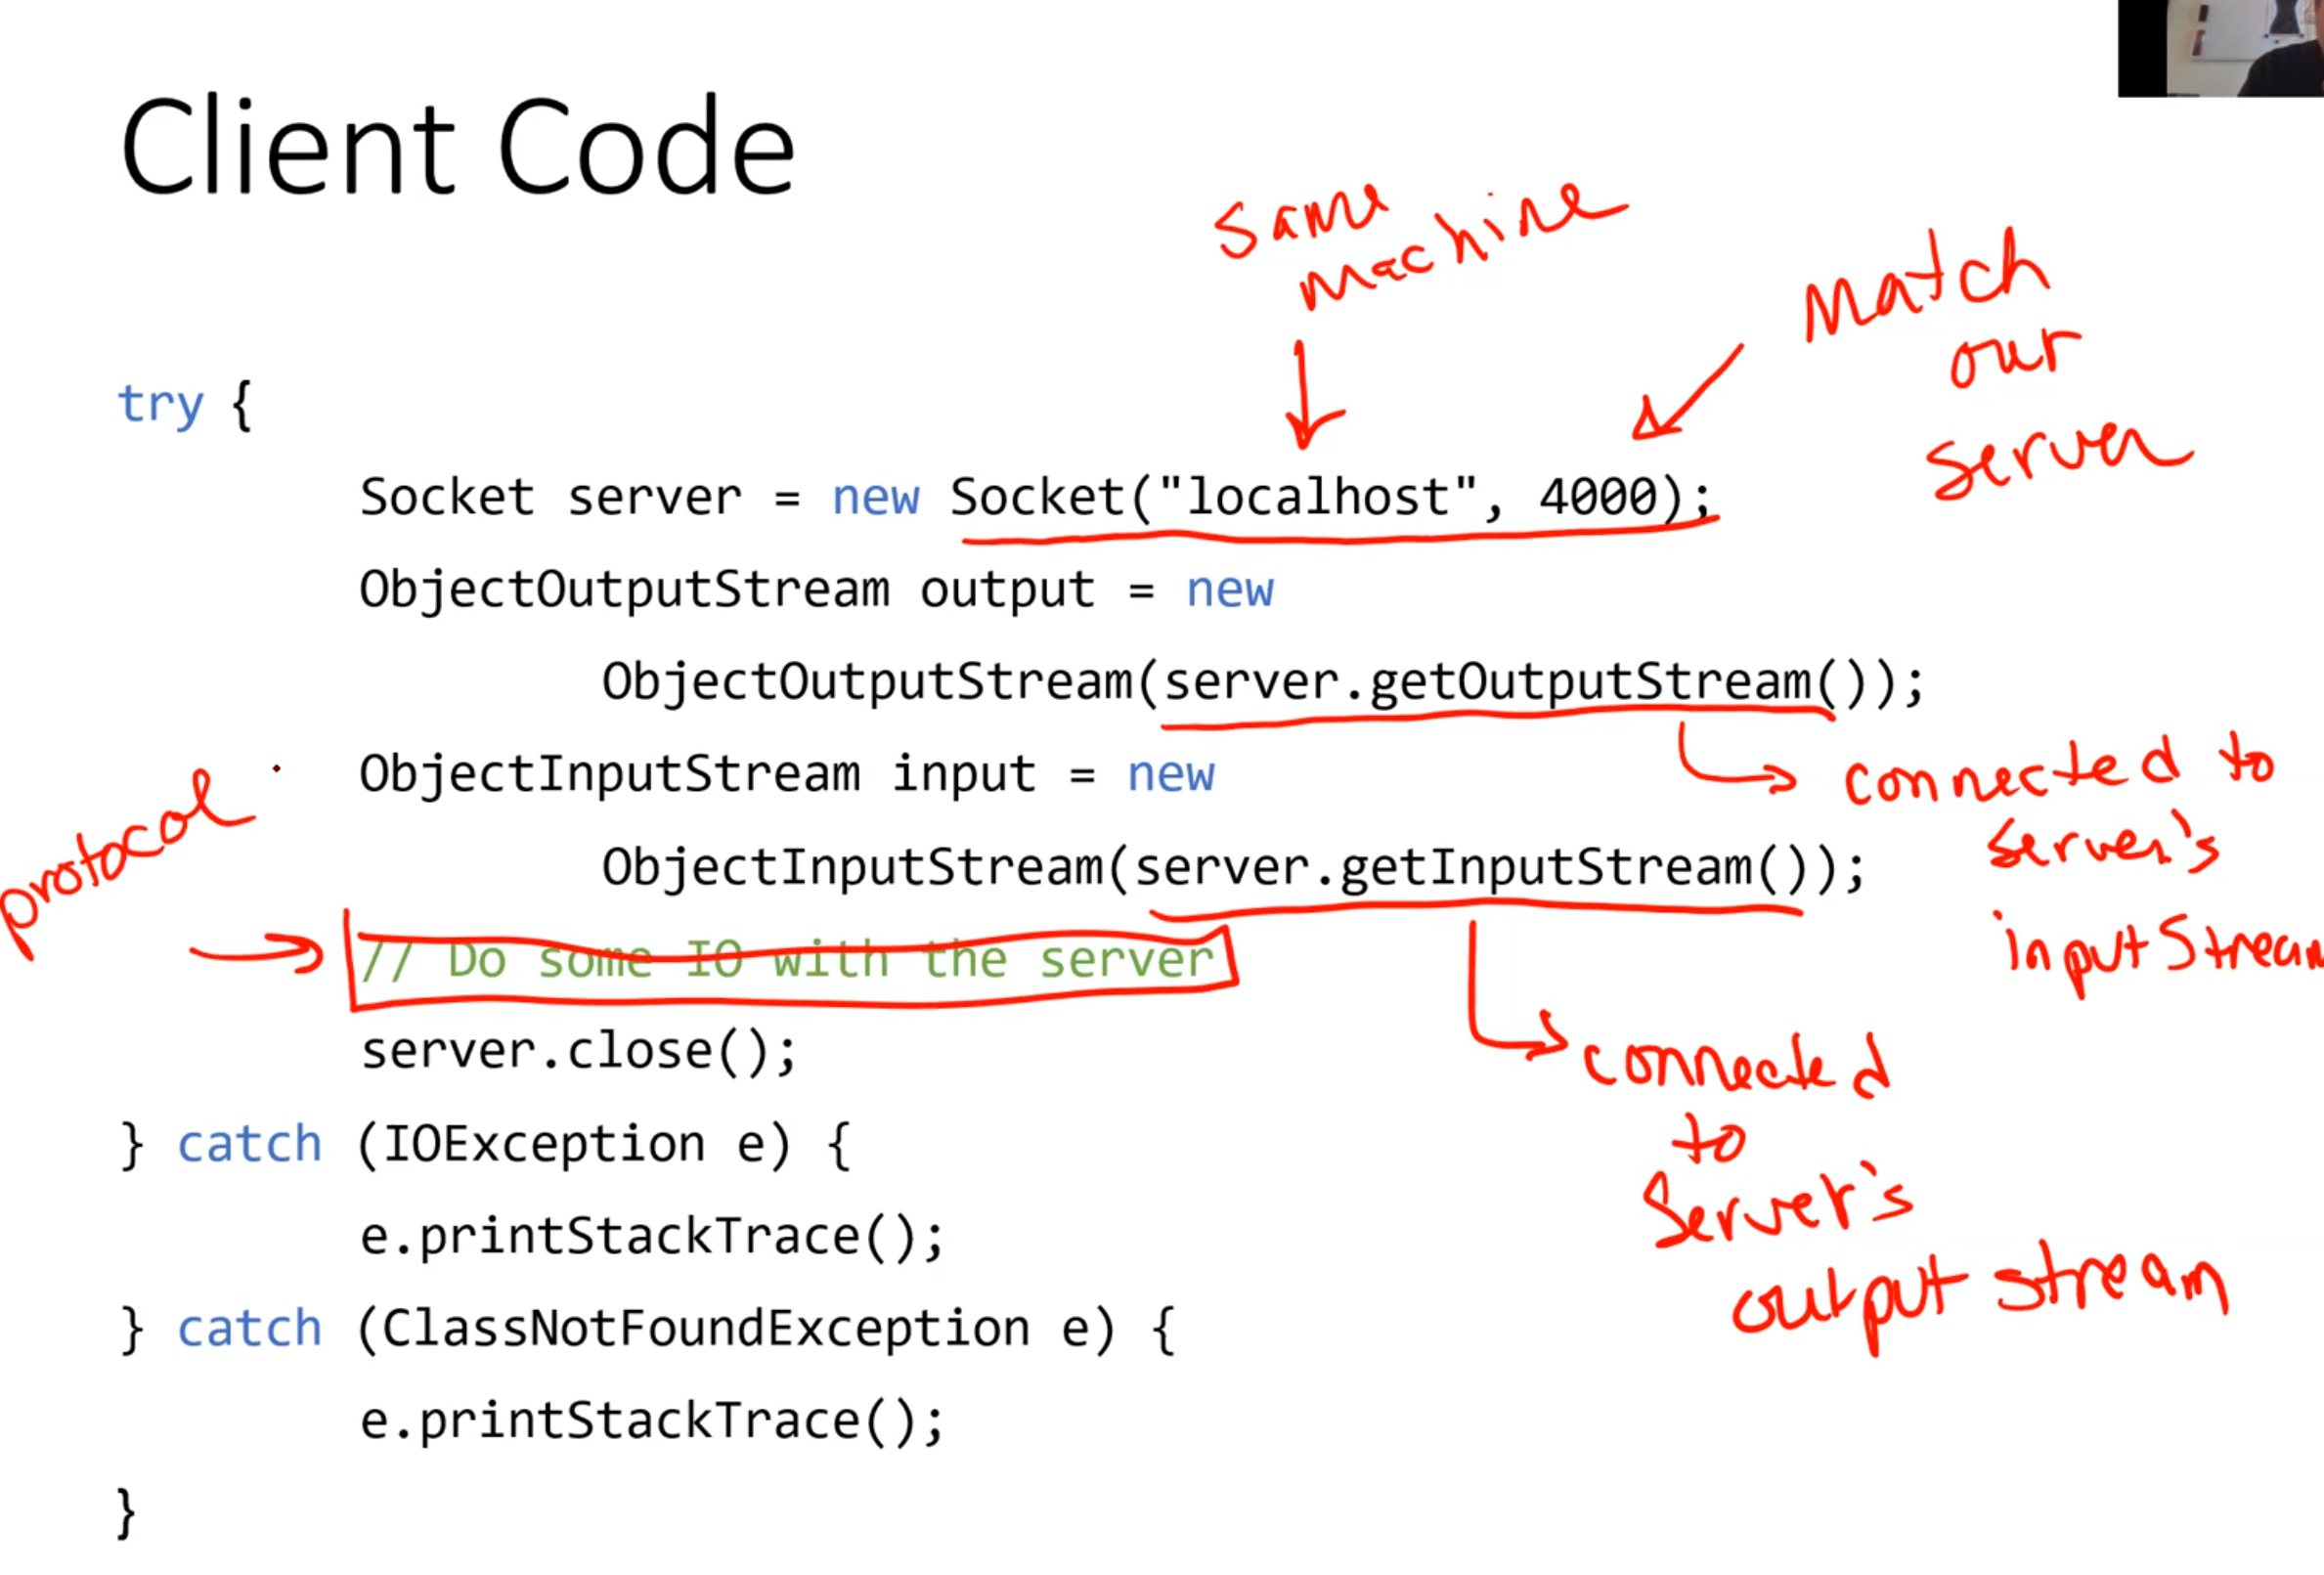 Client Code
same
machine
Match
our
server
try {
Socket server = new Socket("localhost", 4000);
ObjectOutputStream output = new
ObjectOutputStream(server.getOutputStream());
connected to
server's
inputStream
protocol
ObjectInputStream input = new
ObjectInputStream(server.getInputStream());
connected
to
Server's
output stream
// Do some IO with the server
server.close();
} catch (IOException e) {
e.printStackTrace();
} catch (ClassNotFoundException e) {
e.printStackTrace();
}